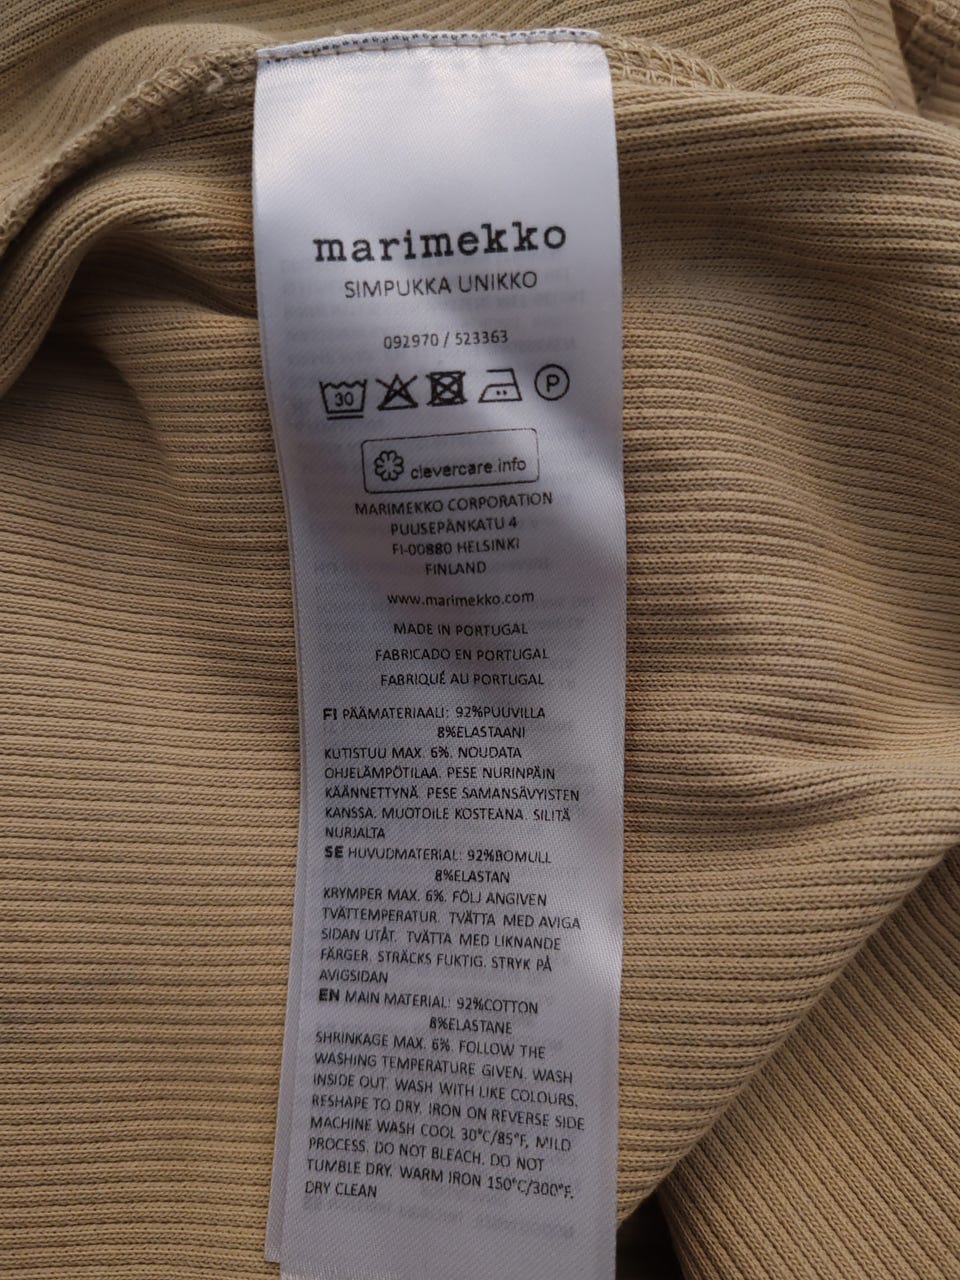 marimekko
SIMPUKKA UNIKKO
092970 / 523363
30 P
clevercare.info
MARIMEKKO CORPORATION
PUUSEPÄNKATU 4
FI-00880 HELSINKI
FINLAND
www.marimekko.com
MADE IN PORTUGAL
FABRICADO EN PORTUGAL
FABRIQUÉ AU PORTUGAL
FI PÄÄMATERIAALI: 92%PUUVILLA
8%ELASTAANI
KUTISTUU MAX. 6%. NOUDATA
OHJELÄMPÖTILAA. PESE NURINPÄIN
KÄÄNNETTYNÄ. PESE SAMANSÄVYISTEN
KANSSA. MUOTOILE KOSTEANA. SILITÄ
NURJALTA
SE HUVUDMATERIAL: 92%BOMULL
8%ELASTAN
KRYMPER MAX. 6%. FÖLJ ANGIVEN
TVÄTTEMPERATUR. TVÄTTA MED AVIGA
SIDAN UTÅT. TVÄTTA MED LIKNANDE
FÄRGER. STRÄCKS FUKTIG. STRYK PÅ
AVIGSIDAN
EN MAIN MATERIAL: 92%COTTON
8%ELASTANE
SHRINKAGE MAX. 6%. FOLLOW THE
WASHING TEMPERATURE GIVEN. WASH
INSIDE OUT. WASH WITH LIKE COLOURS.
RESHAPE TO DRY. IRON ON REVERSE SIDE
MACHINE WASH COOL 30°C/85°F, MILD
PROCESS. DO NOT BLEACH. DO NOT
TUMBLE DRY. WARM IRON 150°C/300°F.
DRY CLEAN